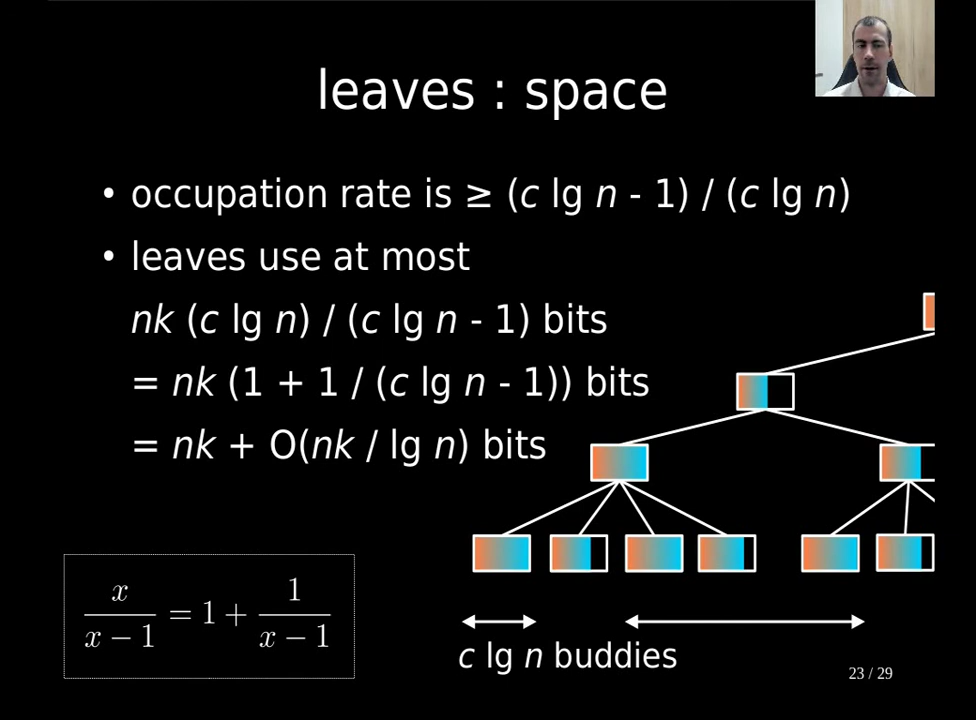 leaves : space
• occupation rate is ≥ (c lg n - 1) / (c lg n)
• leaves use at most
nk (c lg n) / (c lg n - 1) bits
= nk (1 + 1 / (c lg n - 1)) bits
= nk + O(nk / lg n) bits
x / (x − 1) = 1 + 1 / (x − 1)
c lg n buddies
23 / 29